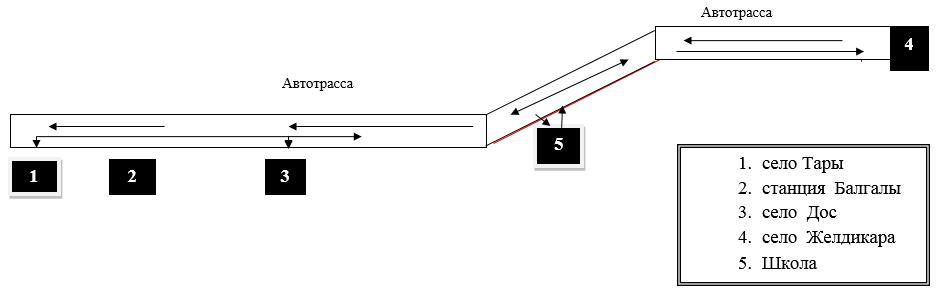 Автотрасса
4
Автотрасса
5
1
2
3
1. село Тары
2. станция Балгалы
3. село Дос
4. село Желдикара
5. Школа